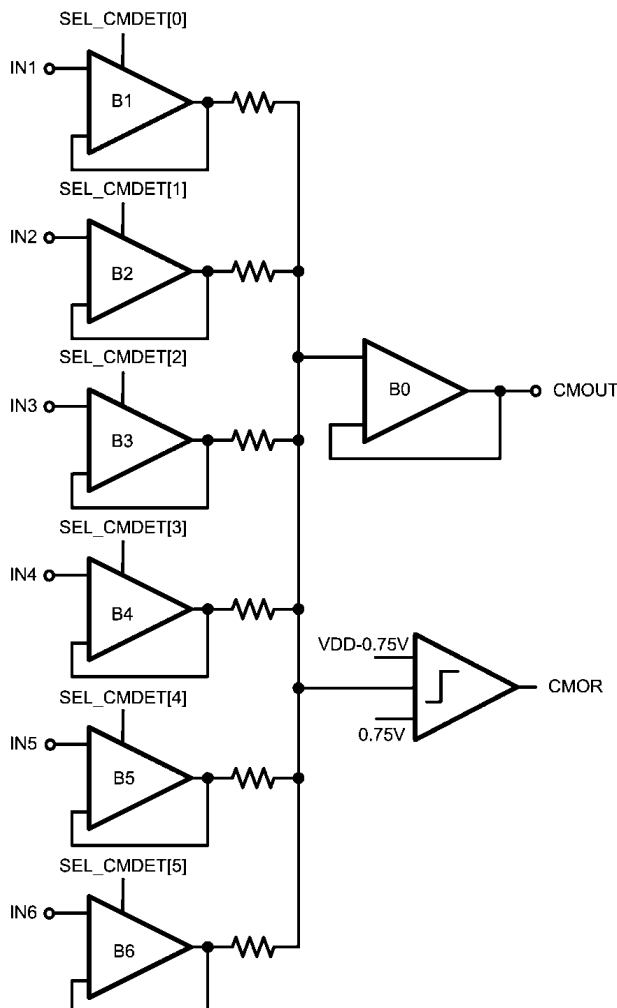 SEL_CMDET[0]
IN1
B1
SEL_CMDET[1]
IN2
B2
SEL_CMDET[2]
IN3
B3
B0
CMOUT
SEL_CMDET[3]
IN4
B4
VDD-0.75V
CMOR
0.75V
SEL_CMDET[4]
IN5
B5
SEL_CMDET[5]
IN6
B6